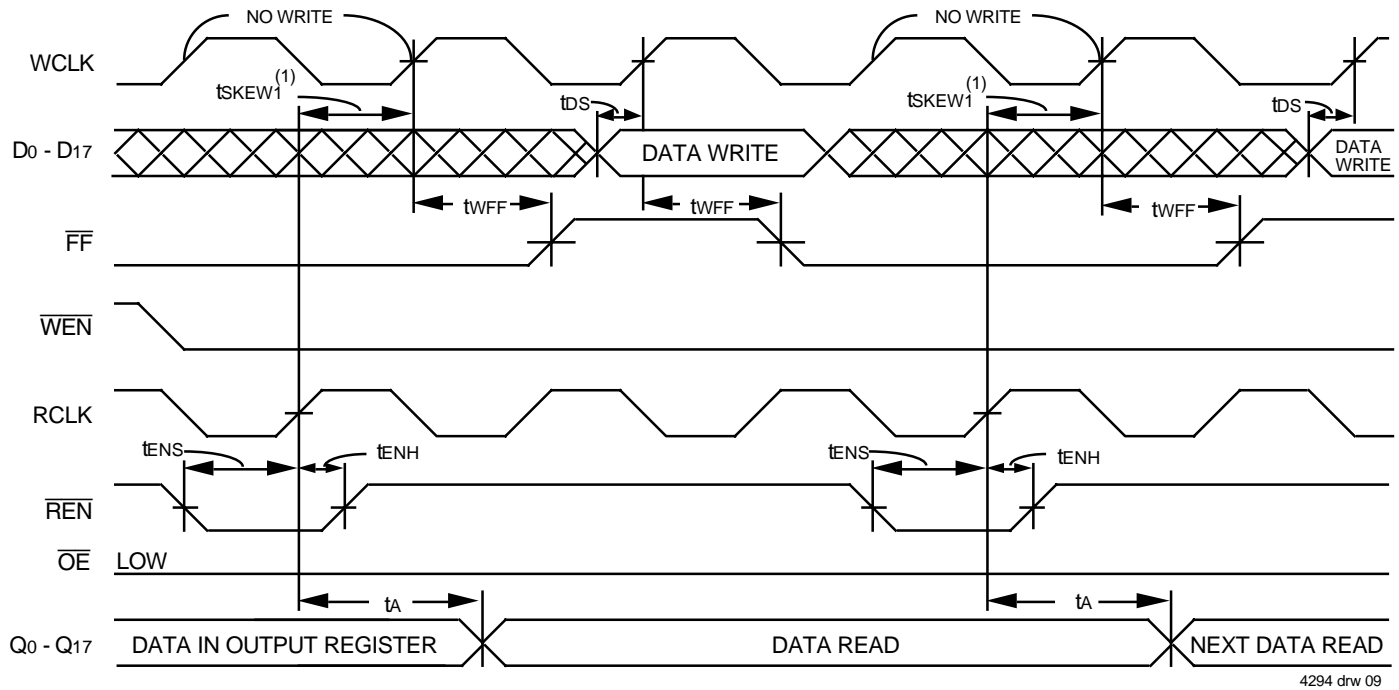 NO WRITE NO WRITE
WCLK
tSKEW1(1) tDS tSKEW1(1) tDS
D0 - D17 DATA WRITE DATA WRITE
tWFF tWFF tWFF
FF
WEN
RCLK
tENS tENH tENS tENH
REN
OE LOW
tA tA
Q0 - Q17 DATA IN OUTPUT REGISTER DATA READ NEXT DATA READ
4294 drw 09